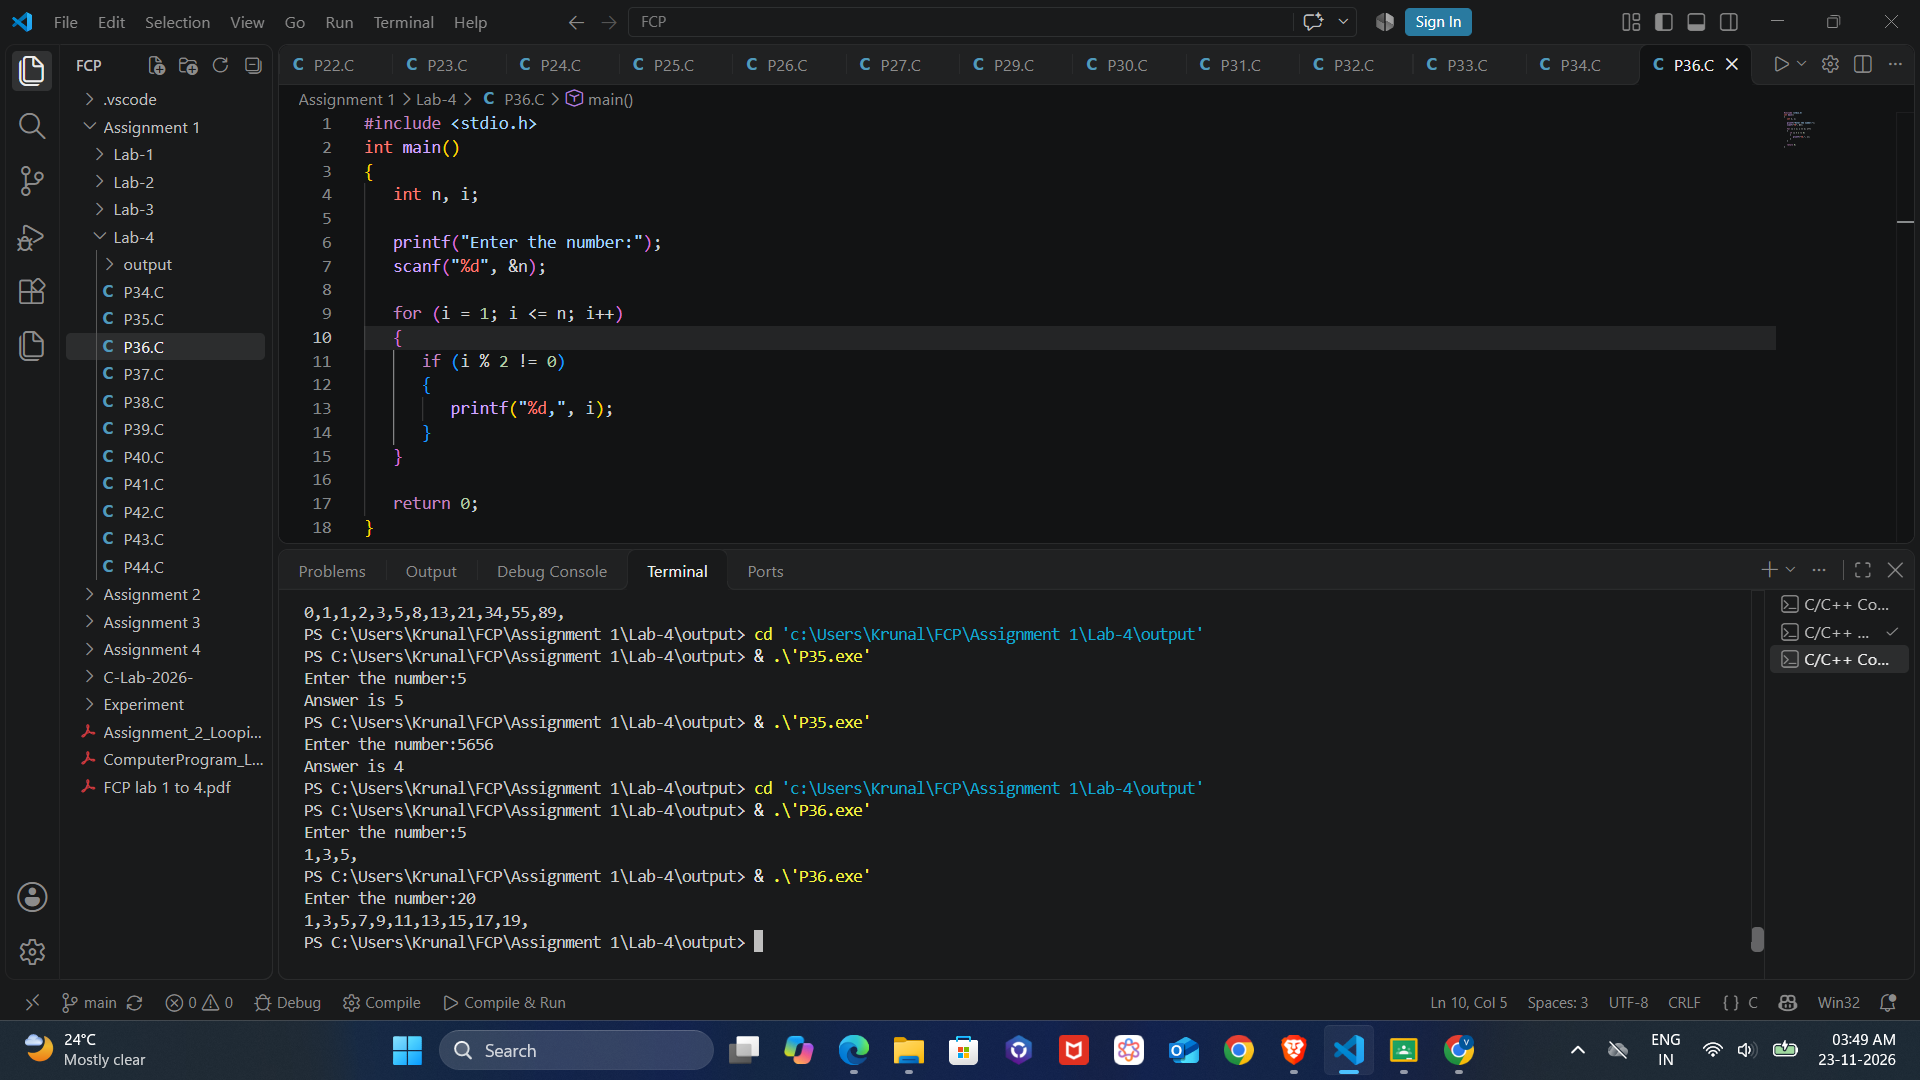 File Edit Selection View Go Run Terminal Help
FCP
Sign In
FCP
.vscode
Assignment 1
Lab-1
Lab-2
Lab-3
Lab-4
output
C P34.C
C P35.C
C P36.C
C P37.C
C P38.C
C P39.C
C P40.C
C P41.C
C P42.C
C P43.C
C P44.C
Assignment 2
Assignment 3
Assignment 4
C-Lab-2026-
Experiment
Assignment_2_Loopi...
ComputerProgram_L...
FCP lab 1 to 4.pdf
C P22.C C P23.C C P24.C C P25.C C P26.C C P27.C C P29.C C P30.C C P31.C C P32.C C P33.C C P34.C C P36.C
Assignment 1 > Lab-4 > C P36.C > main()
1 #include <stdio.h>
2 int main()
3 {
4 int n, i;
5
6 printf("Enter the number:");
7 scanf("%d", &n);
8
9 for (i = 1; i <= n; i++)
10 {
11 if (i % 2 != 0)
12 {
13 printf("%d,", i);
14 }
15 }
16
17 return 0;
18 }
Problems Output Debug Console Terminal Ports
0,1,1,2,3,5,8,13,21,34,55,89,
PS C:\Users\Krunal\FCP\Assignment 1\Lab-4\output> cd 'c:\Users\Krunal\FCP\Assignment 1\Lab-4\output'
PS C:\Users\Krunal\FCP\Assignment 1\Lab-4\output> & .\'P35.exe'
Enter the number:5
Answer is 5
PS C:\Users\Krunal\FCP\Assignment 1\Lab-4\output> & .\'P35.exe'
Enter the number:5656
Answer is 4
PS C:\Users\Krunal\FCP\Assignment 1\Lab-4\output> cd 'c:\Users\Krunal\FCP\Assignment 1\Lab-4\output'
PS C:\Users\Krunal\FCP\Assignment 1\Lab-4\output> & .\'P36.exe'
Enter the number:5
1,3,5,
PS C:\Users\Krunal\FCP\Assignment 1\Lab-4\output> & .\'P36.exe'
Enter the number:20
1,3,5,7,9,11,13,15,17,19,
PS C:\Users\Krunal\FCP\Assignment 1\Lab-4\output>
C/C++ Co...
C/C++ ...
C/C++ Co...
main 0 0 Debug Compile Compile & Run
Ln 10, Col 5 Spaces: 3 UTF-8 CRLF { } C Win32
24°C
Mostly clear
Search
ENG
IN
03:49 AM
23-11-2026